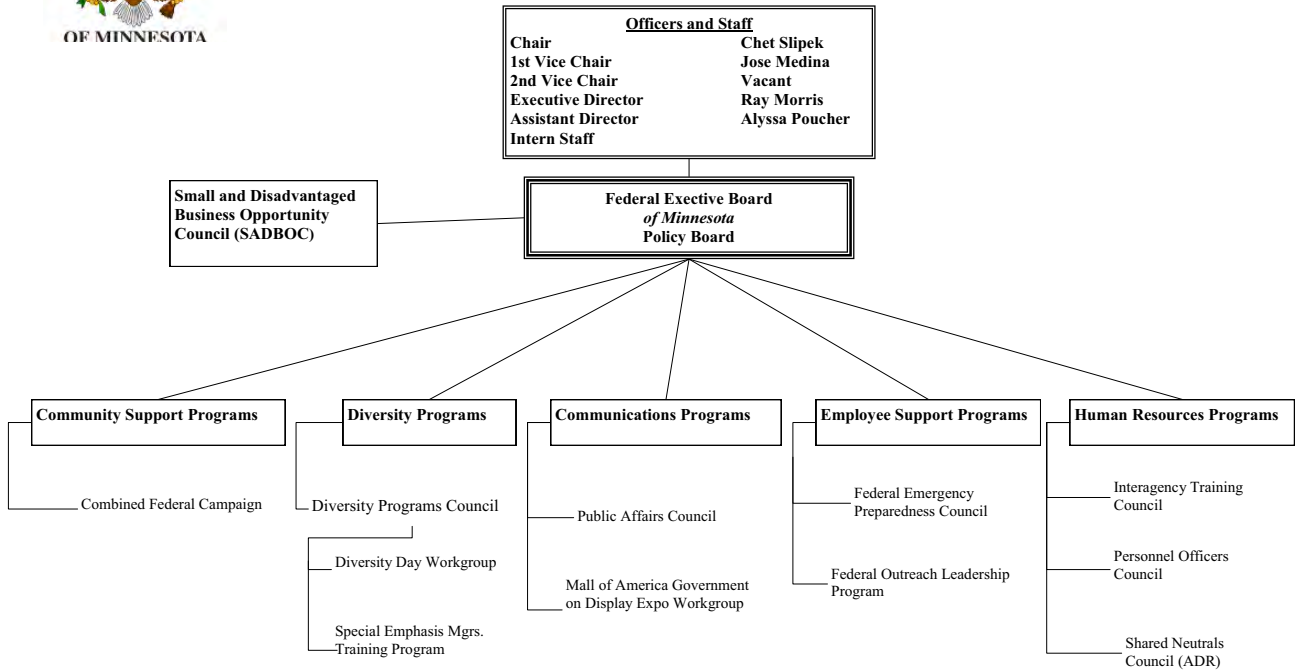 OF MINNESOTA
Officers and Staff
Chair Chet Slipek
1st Vice Chair Jose Medina
2nd Vice Chair Vacant
Executive Director Ray Morris
Assistant Director Alyssa Poucher
Intern Staff
Small and Disadvantaged
Business Opportunity
Council (SADBOC)
Federal Exective Board
of Minnesota
Policy Board
Community Support Programs
Combined Federal Campaign
Diversity Programs
Diversity Programs Council
Diversity Day Workgroup
Special Emphasis Mgrs.
Training Program
Communications Programs
Public Affairs Council
Mall of America Government
on Display Expo Workgroup
Employee Support Programs
Federal Emergency
Preparedness Council
Federal Outreach Leadership
Program
Human Resources Programs
Interagency Training
Council
Personnel Officers
Council
Shared Neutrals
Council (ADR)